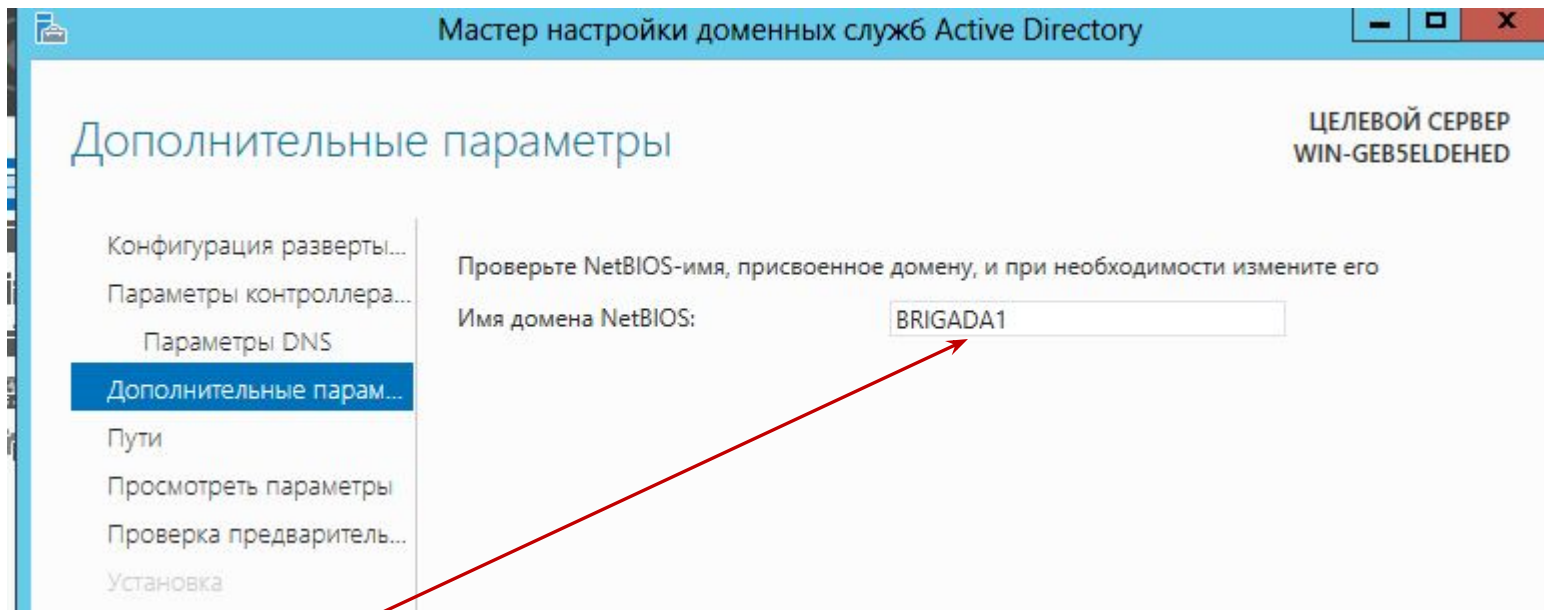 Мастер настройки доменных служб Active Directory
Дополнительные параметры
ЦЕЛЕВОЙ СЕРВЕР
WIN-GEB5ELDEHED
Конфигурация разверты...
Параметры контроллера...
Параметры DNS
Дополнительные парам...
Пути
Просмотреть параметры
Проверка предваритель...
Установка
Проверьте NetBIOS-имя, присвоенное домену, и при необходимости измените его
Имя домена NetBIOS: BRIGADA1